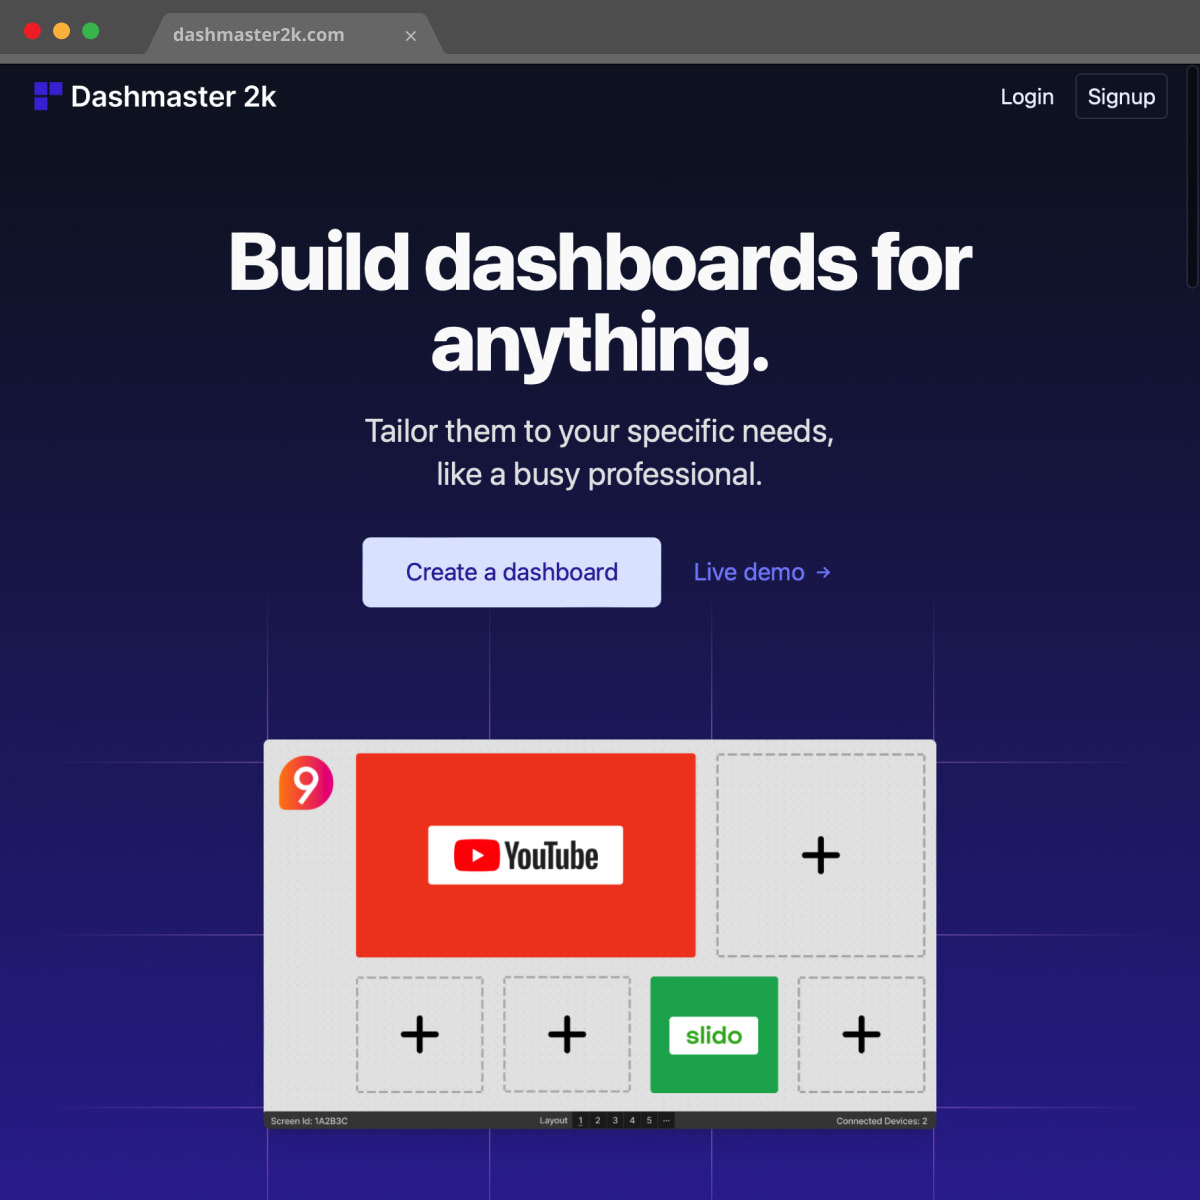 dashmaster2k.com ×
Dashmaster 2k
Login
Signup
Build dashboards for
anything.
Tailor them to your specific needs,
like a busy professional.
Create a dashboard
Live demo →
9
YouTube
slido
Screen Id: 1A2B3C
Layout 1 2 3 4 5 ···
Connected Devices: 2